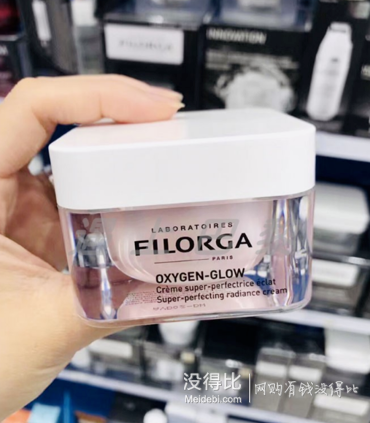 FILORGA
INNOVATION
LABORATOIRES
FILORGA
PARIS
OXYGEN-GLOW
Crème super-perfectrice éclat
Super-perfecting radiance cream
没得比
Meidebi.com
网购有钱没得比